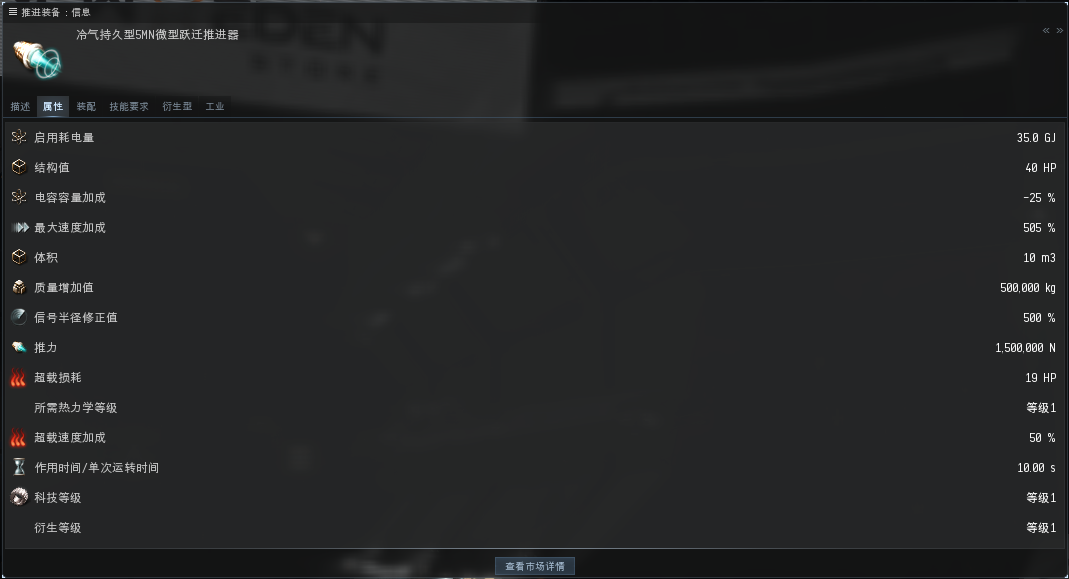 推进装备 : 信息
冷气持久型5MN微型跃迁推进器
描述 属性 装配 技能要求 衍生型 工业
启用耗电量 35.0 GJ
结构值 40 HP
电容容量加成 -25 %
最大速度加成 505 %
体积 10 m3
质量增加值 500,000 kg
信号半径修正值 500 %
推力 1,500,000 N
超载损耗 19 HP
所需热力学等级 等级1
超载速度加成 50 %
作用时间/单次运转时间 10.00 s
科技等级 等级1
衍生等级 等级1
查看市场详情